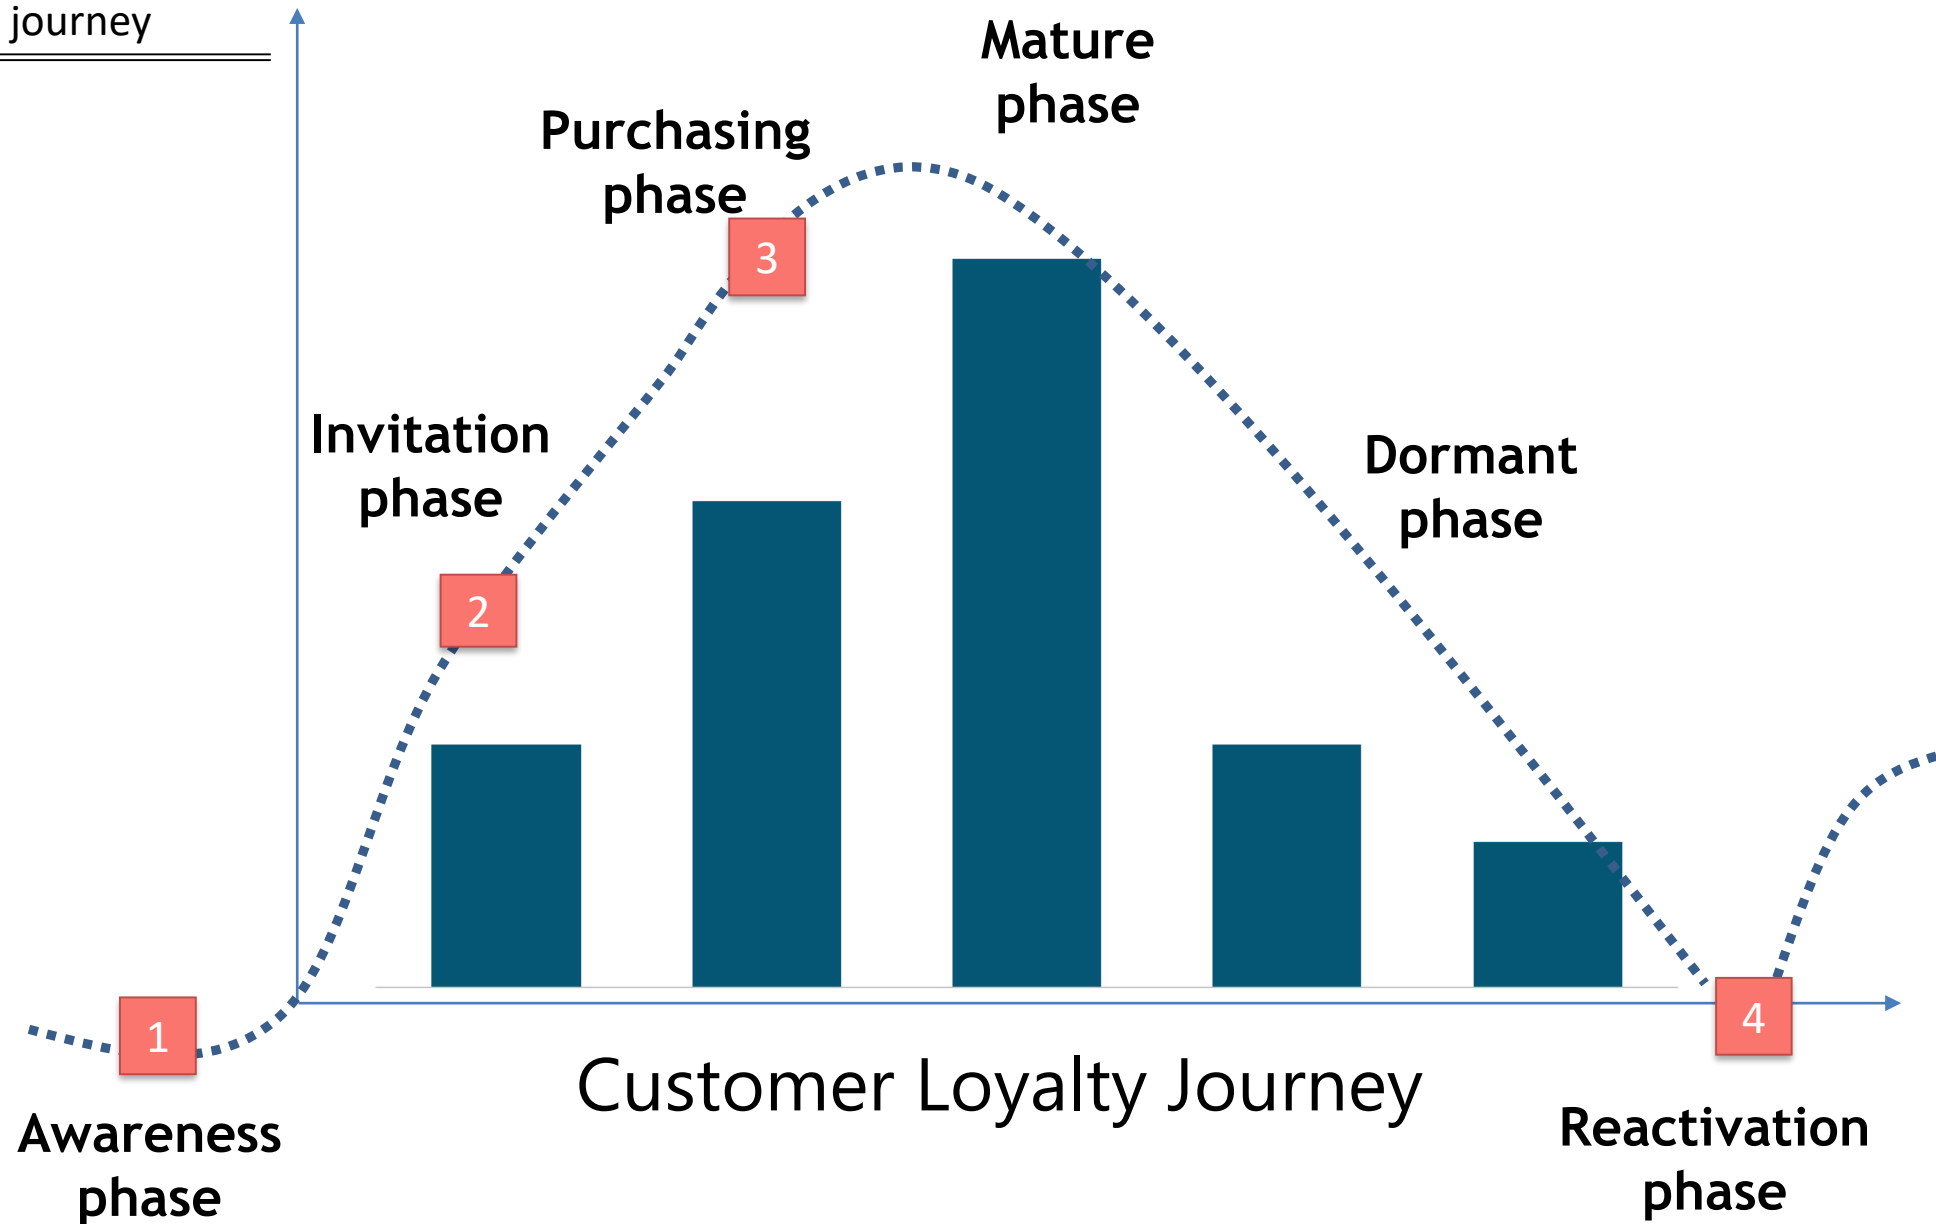 journey
Mature
phase
Purchasing
phase
3
Invitation
phase
2
Dormant
phase
1
4
Customer Loyalty Journey
Awareness
phase
Reactivation
phase